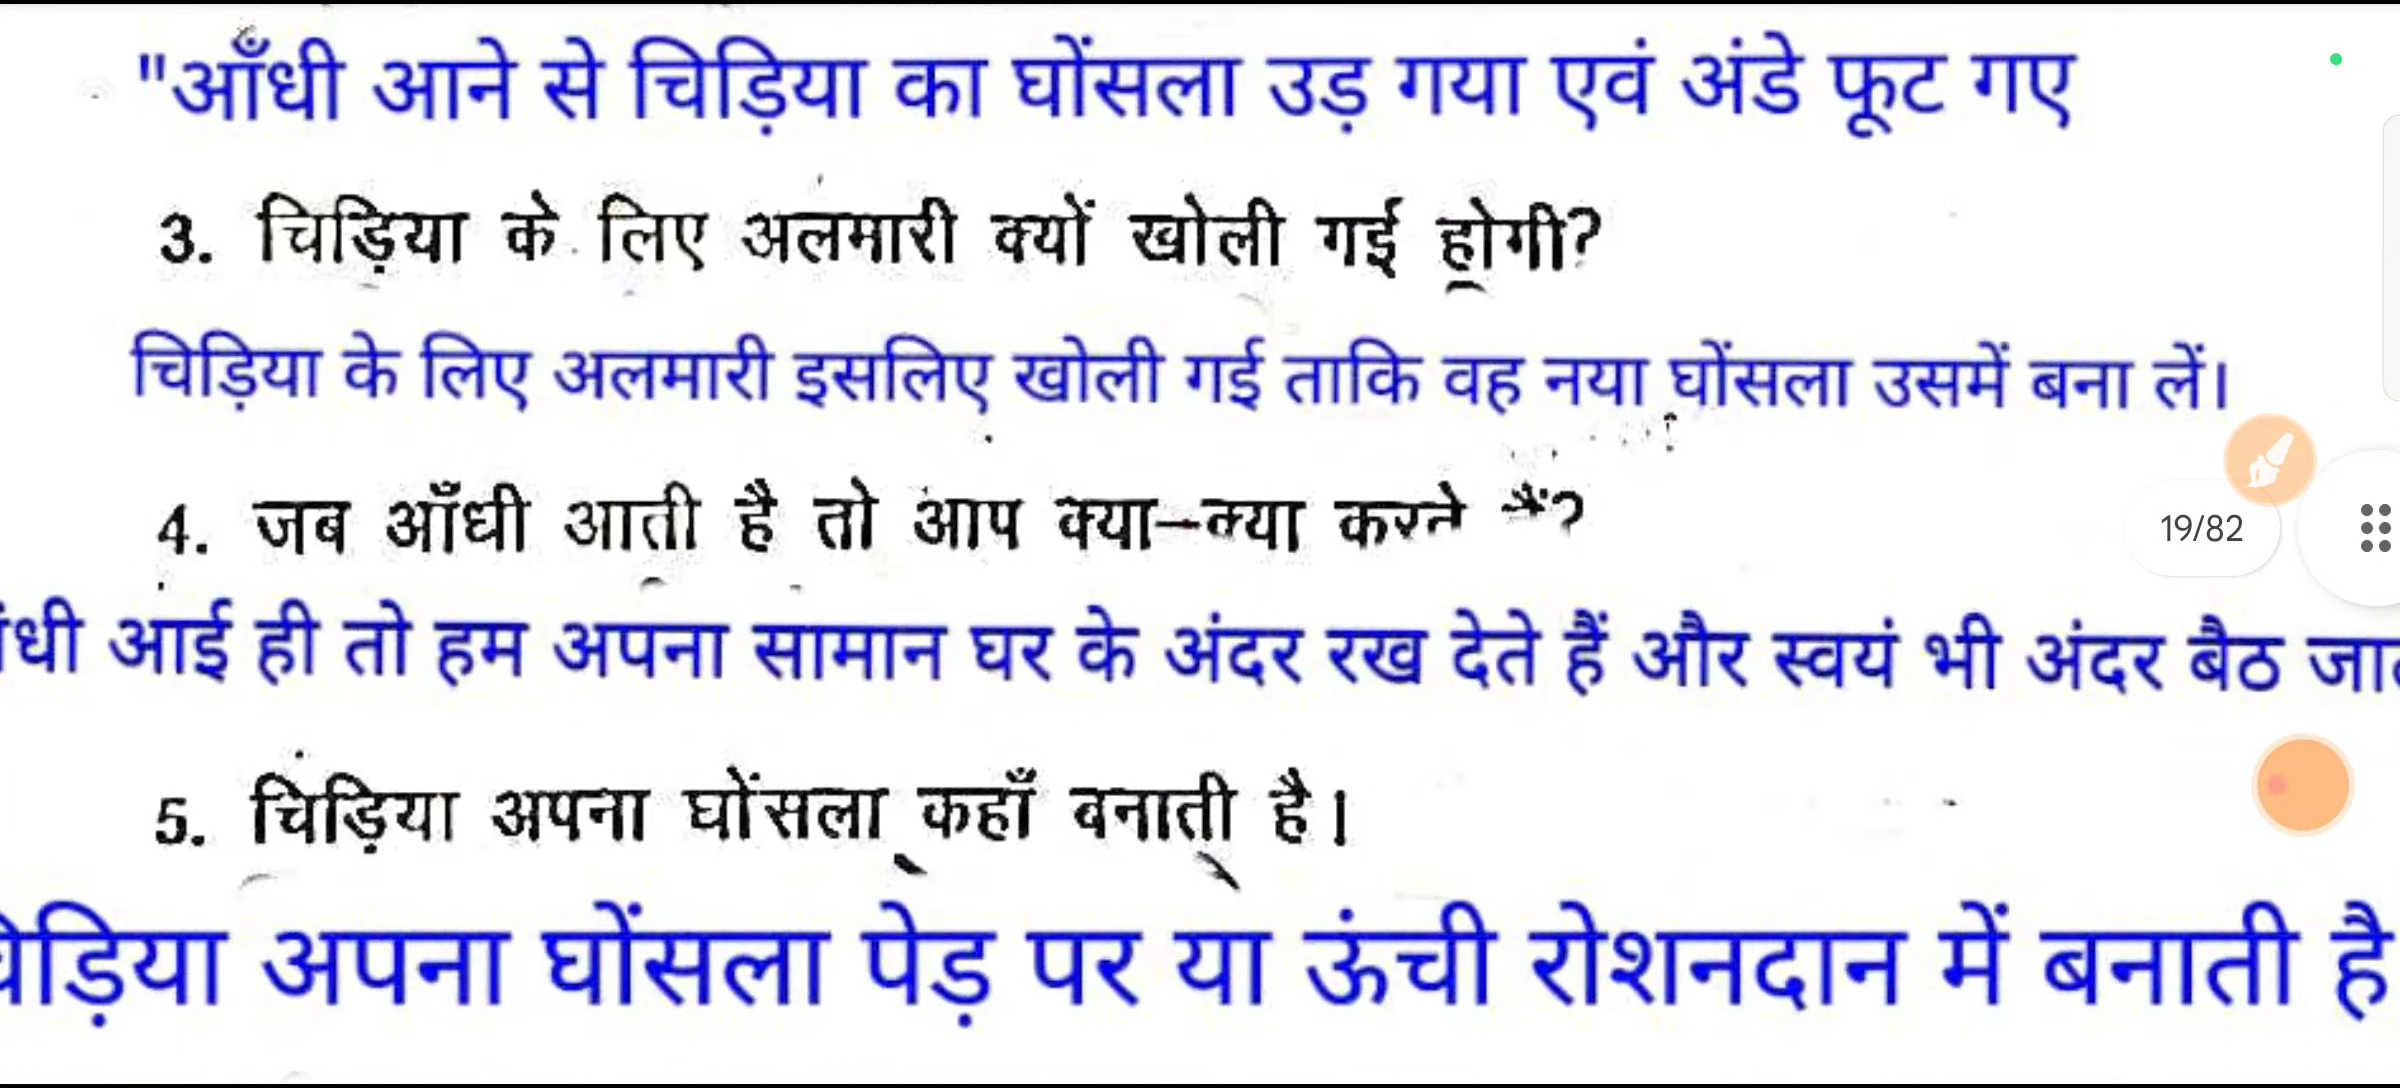 "आँधी आने से चिड़िया का घोंसला उड़ गया एवं अंडे फूट गए
3. चिड़िया के लिए अलमारी क्यों खोली गई होगी?
चिड़िया के लिए अलमारी इसलिए खोली गई ताकि वह नया घोंसला उसमें बना लें।
4. जब आँधी आती है तो आप क्या-क्या करते
19/82
आई ही तो हम अपना सामान घर के अंदर रख देते हैं और स्वयं भी अंदर बैठ
5. चिड़िया अपना घोंसला कहाँ बनाती है।
अपना घोंसला पेड़ पर या ऊंची रोशनदान में बनाती है